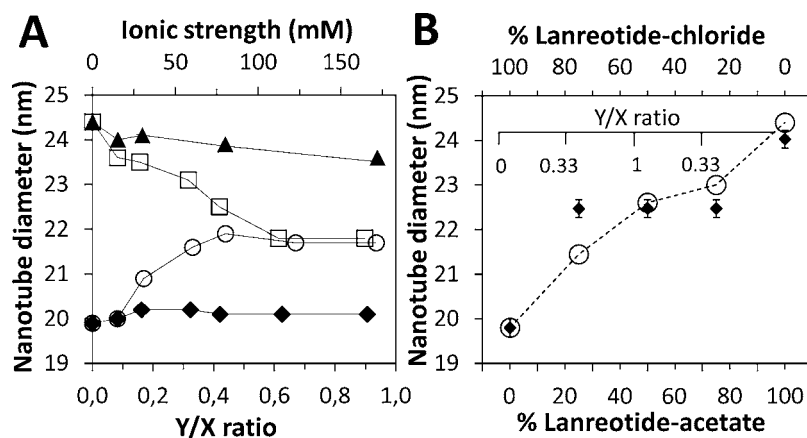 A
Ionic strength (mM)
0 50 100 150
Nanotube diameter (nm)
25
24
23
22
21
20
19
0,0 0,2 0,4 0,6 0,8 1,0
Y/X ratio
B
% Lanreotide-chloride
100 80 60 40 20 0
Nanotube diameter (nm)
25
24
23
22
21
20
19
Y/X ratio
0 0.33 1 0.33
0 20 40 60 80 100
% Lanreotide-acetate